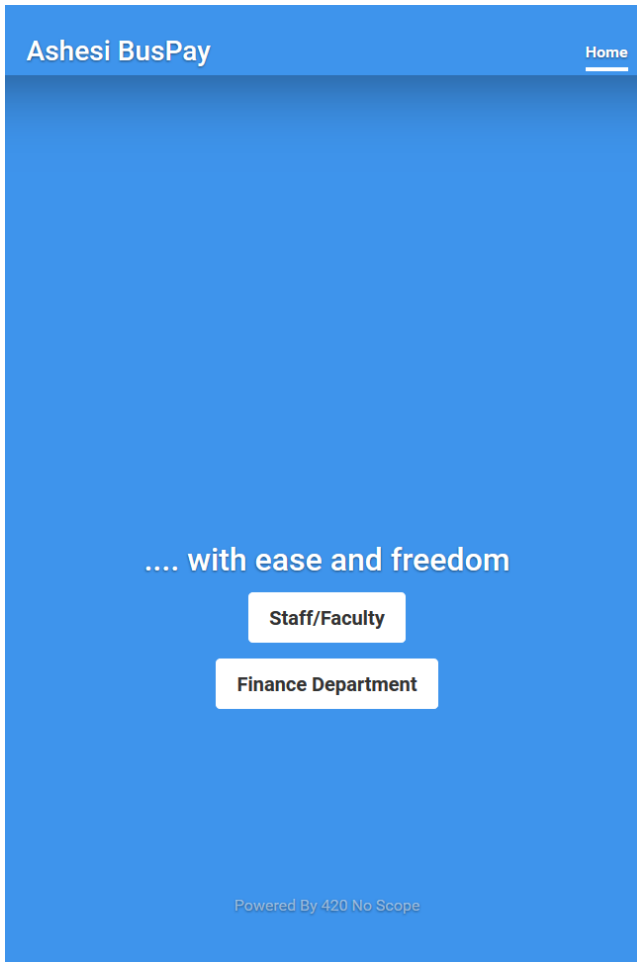 Ashesi BusPay
Home
.... with ease and freedom
Staff/Faculty
Finance Department
Powered By 420 No Scope